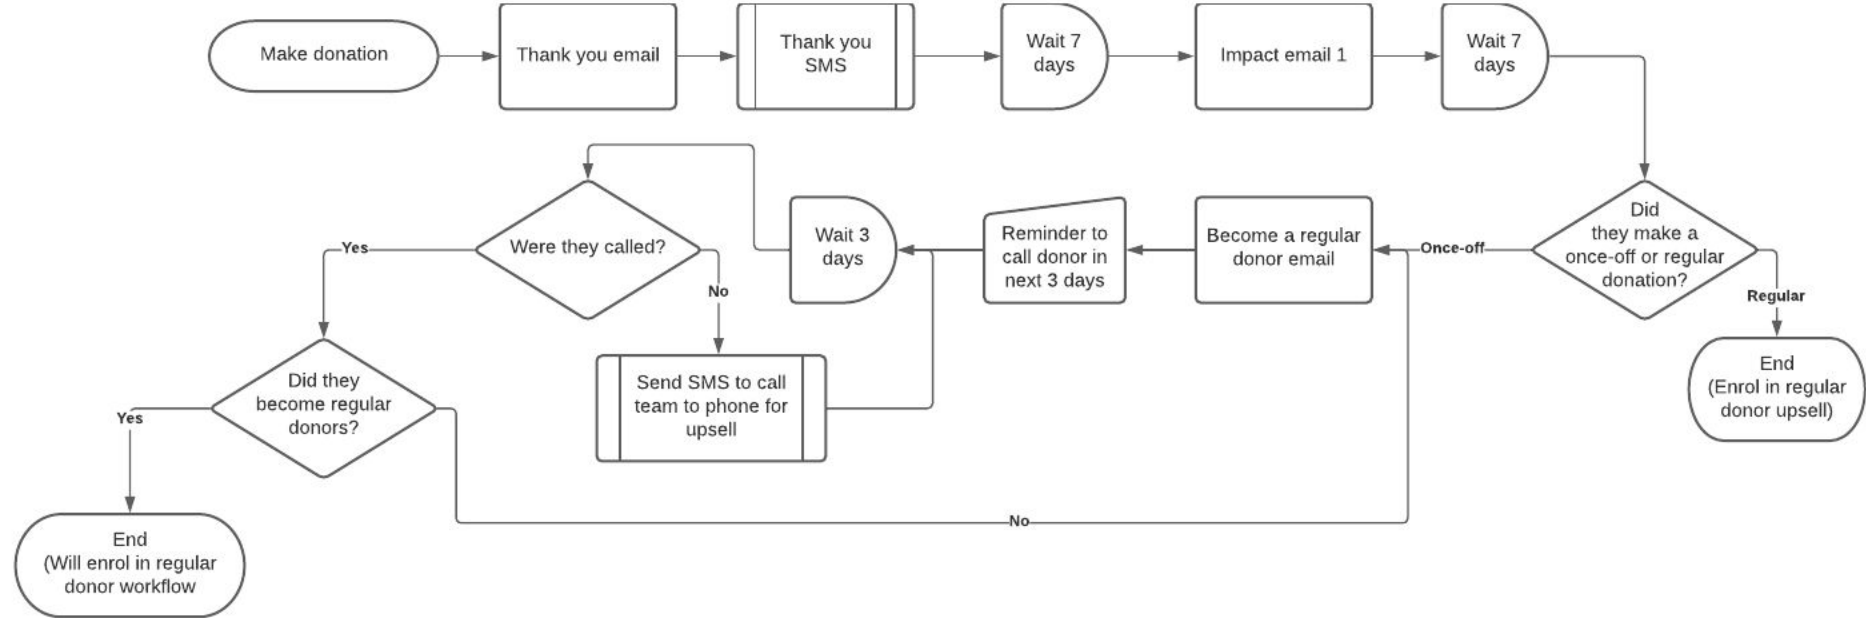 Make donation
Thank you email
Thank you
SMS
Wait 7
days
Impact email 1
Wait 7
days
Did
they make a
once-off or regular
donation?
Once-off
Regular
End
(Enrol in regular
donor upsell)
Become a regular
donor email
Reminder to
call donor in
next 3 days
Wait 3
days
Were they called?
Yes
No
Send SMS to call
team to phone for
upsell
Did they
become regular
donors?
Yes
No
End
(Will enrol in regular
donor workflow